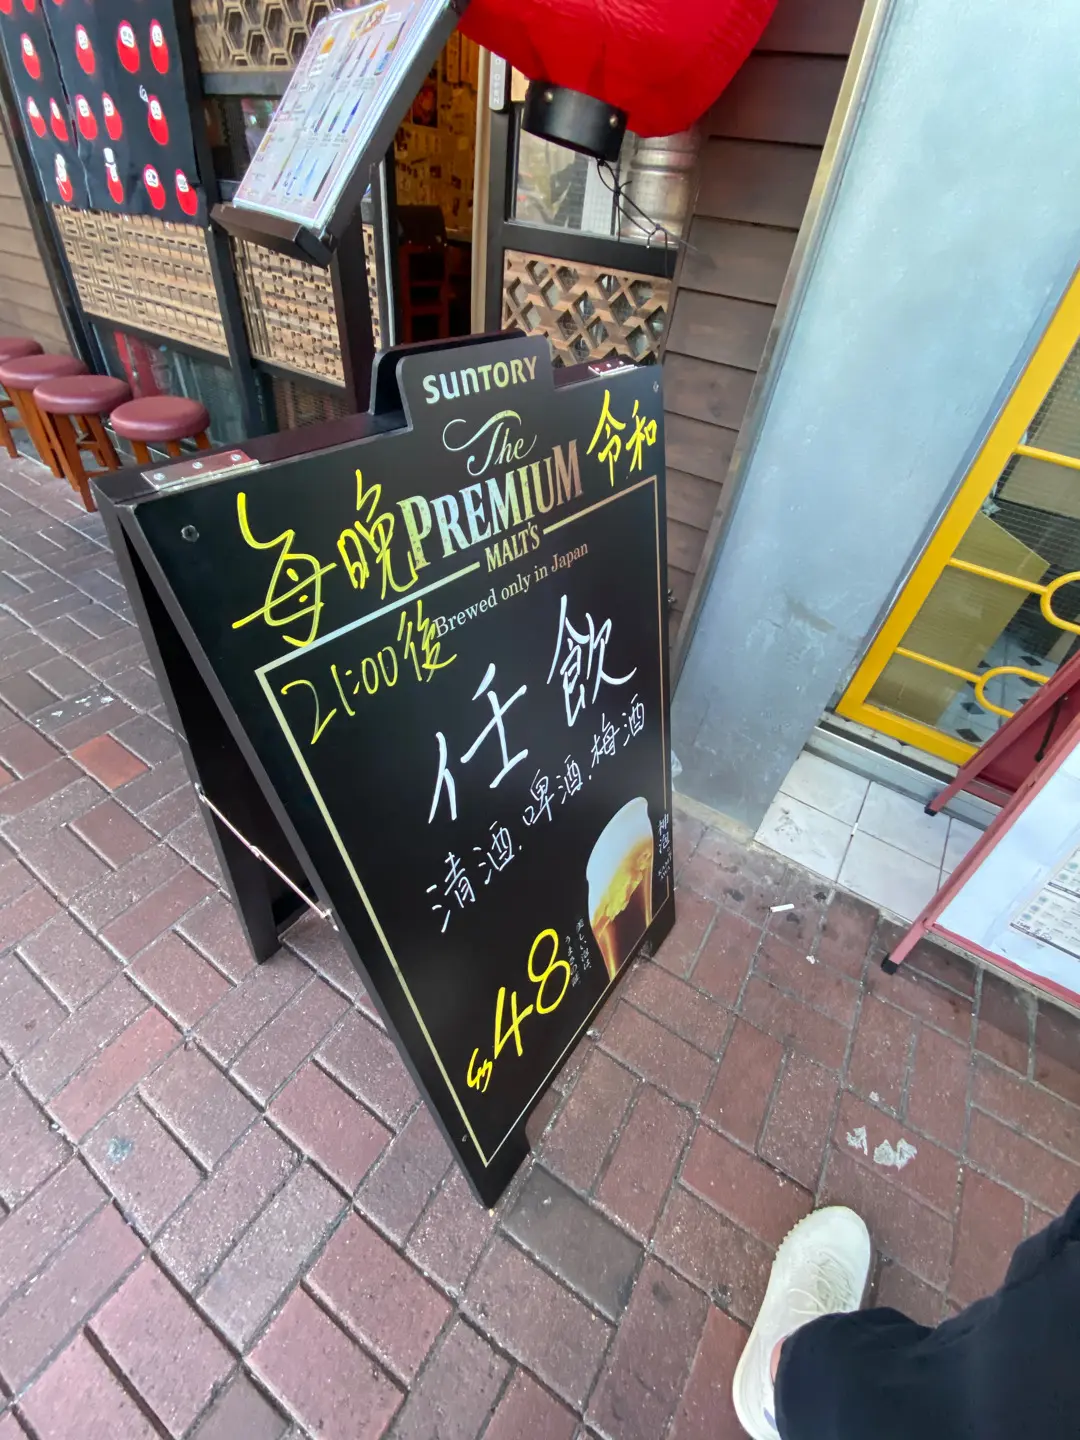 SUNTORY
The
PREMIUM
MALT'S
令和
每晚
Brewed only in Japan
21:00後
任飲
清酒.啤酒.梅酒
$48